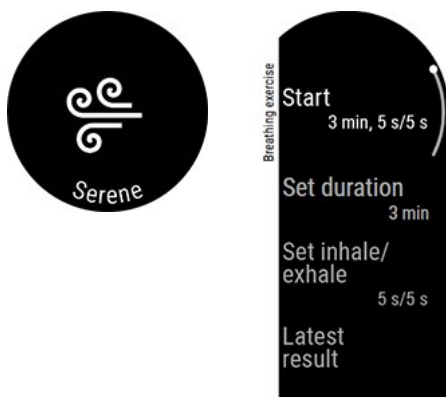 Serene
Breathing exercise
Start
3 min, 5 s/5 s
Set duration
3 min
Set inhale/
exhale
5 s/5 s
Latest
result